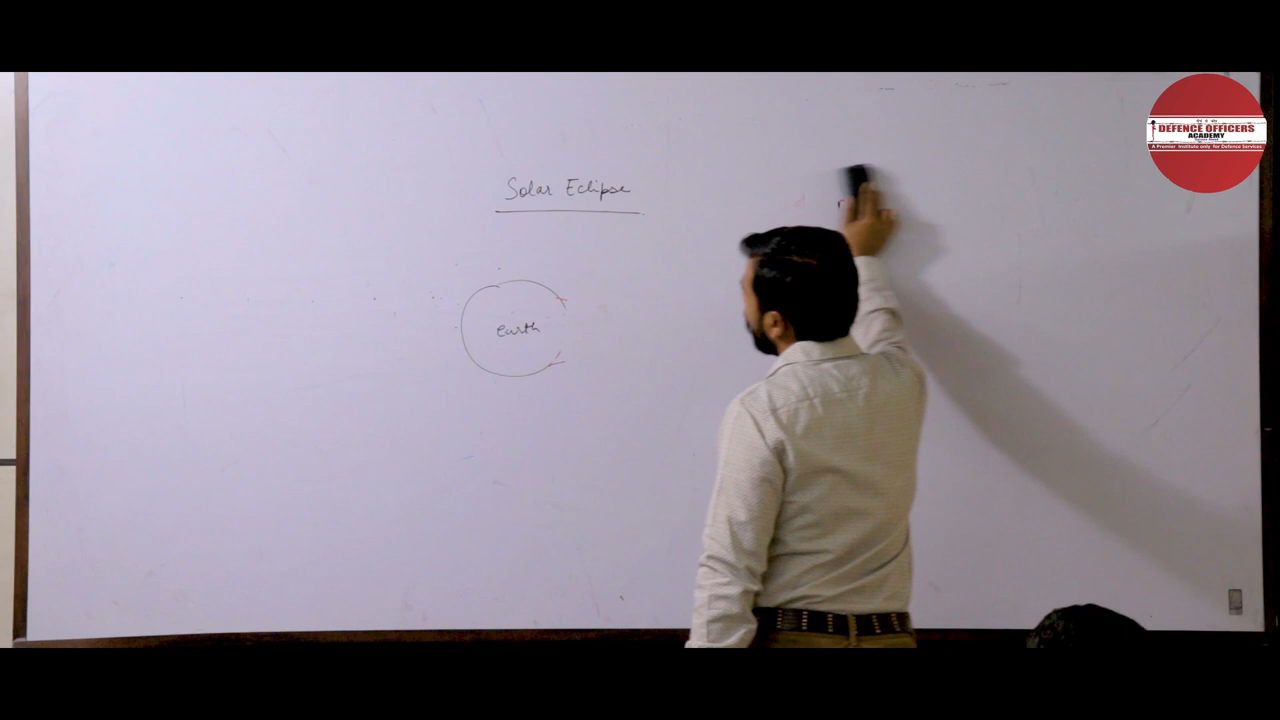 Solar Eclipse
earth
DEFENCE OFFICERS
ACADEMY
A Premier Institute only for Defence Services